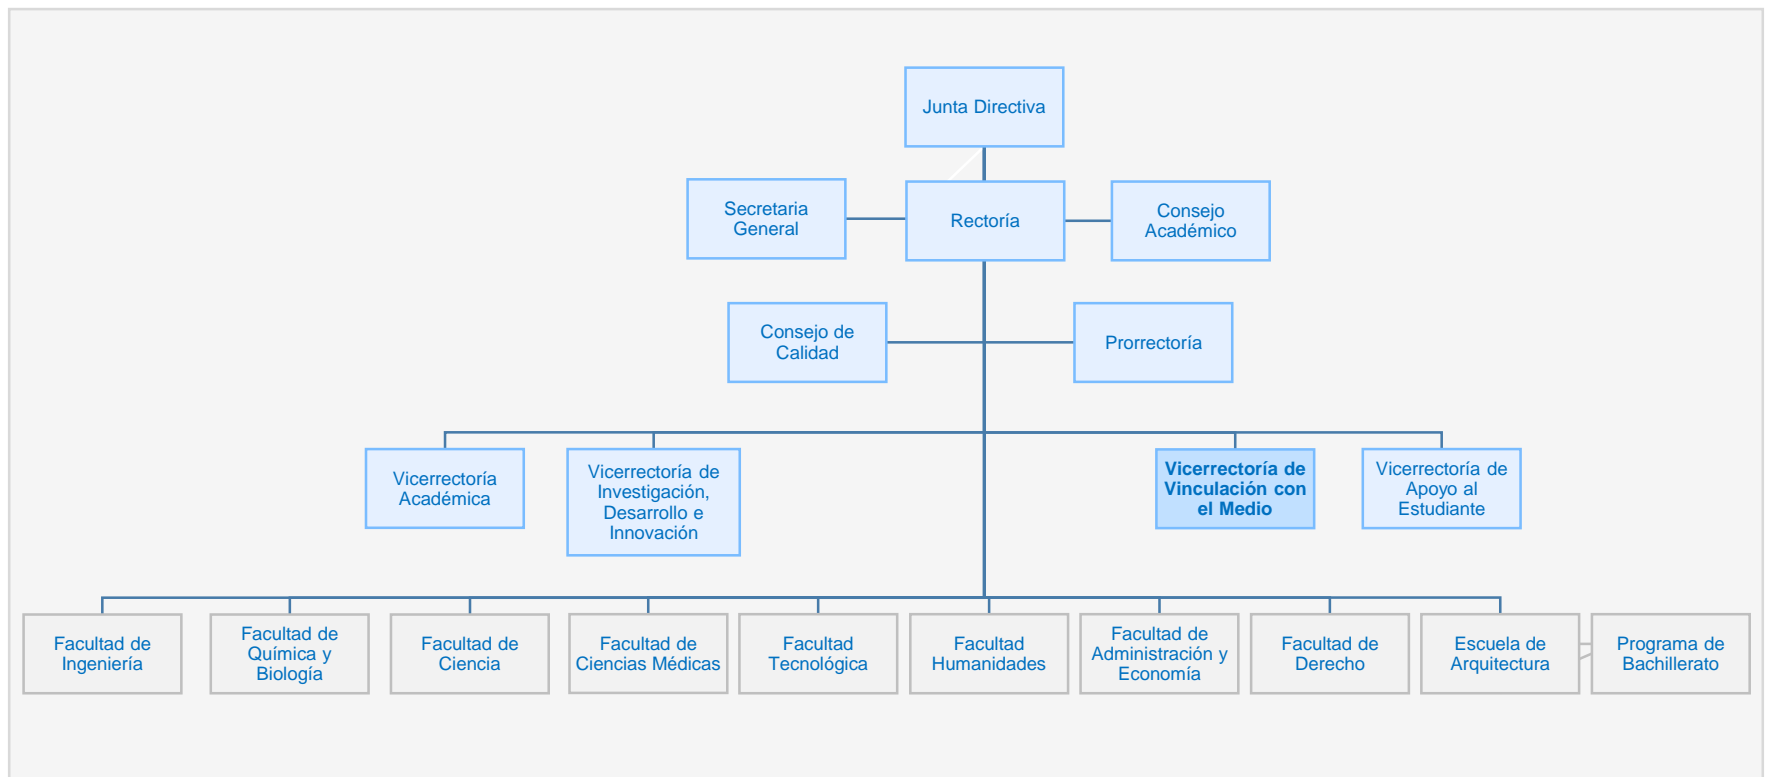 Junta Directiva
Secretaria
General
Rectoría
Consejo
Académico
Consejo de
Calidad
Prorrectoría
Vicerrectoría
Académica
Vicerrectoría de
Investigación,
Desarrollo e
Innovación
Vicerrectoría de
Vinculación con
el Medio
Vicerrectoría de
Apoyo al
Estudiante
Facultad de
Ingeniería
Facultad de
Química y
Biología
Facultad de
Ciencia
Facultad de
Ciencias Médicas
Facultad
Tecnológica
Facultad
Humanidades
Facultad de
Administración y
Economía
Facultad de
Derecho
Escuela de
Arquitectura
Programa de
Bachillerato